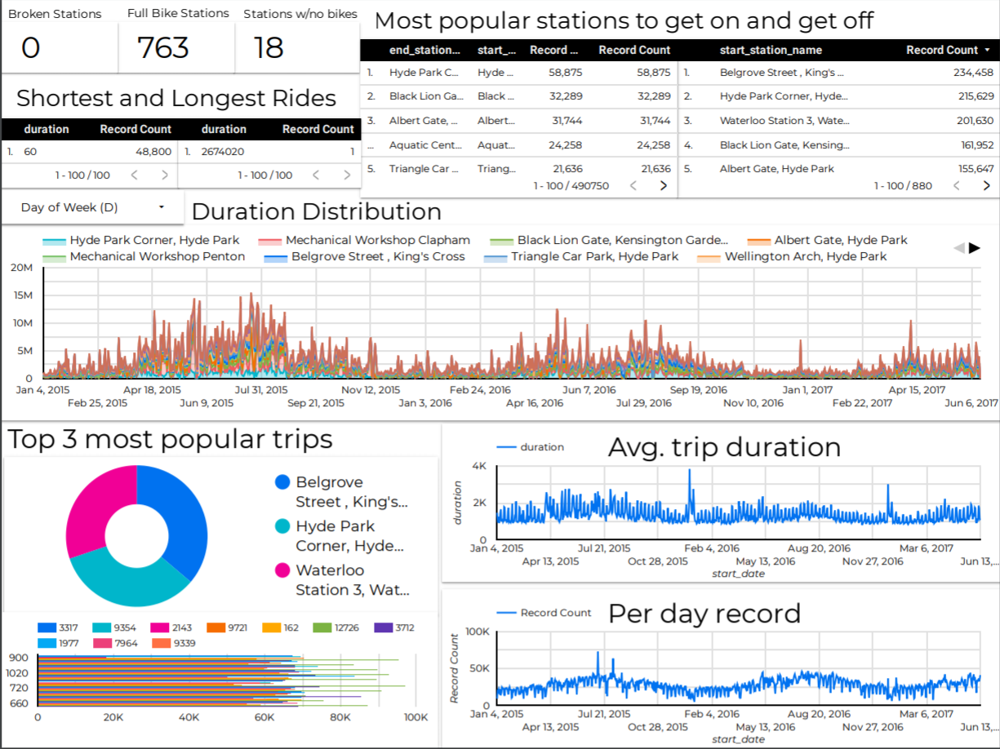 Broken Stations
0
Full Bike Stations
763
Stations w/no bikes
18
Most popular stations to get on and get off
end_station... start_... Record ... Record Count
1. Hyde Park C... Hyde ... 58,875 58,875
2. Black Lion Ga... Black ... 32,289 32,289
3. Albert Gate, ... Albert... 31,744 31,744
... Aquatic Cent... Aquat... 24,258 24,258
5. Triangle Car ... Triang... 21,636 21,636
1 - 100 / 490750 < >
start_station_name Record Count
1. Belgrove Street , King's ... 234,458
2. Hyde Park Corner, Hyde... 215,629
3. Waterloo Station 3, Wate... 201,630
4. Black Lion Gate, Kensing... 161,952
5. Albert Gate, Hyde Park 155,647
1 - 100 / 880 < >
Shortest and Longest Rides
duration Record Count
1. 60 48,800
1 - 100 / 100 < >
duration Record Count
1. 2674020 1
1 - 100 / 100 < >
Day of Week (D)
Duration Distribution
Hyde Park Corner, Hyde Park Mechanical Workshop Clapham Black Lion Gate, Kensington Garde... Albert Gate, Hyde Park
Mechanical Workshop Penton Belgrove Street , King's Cross Triangle Car Park, Hyde Park Wellington Arch, Hyde Park
20M
15M
10M
5M
0
Jan 4, 2015 Apr 18, 2015 Jul 31, 2015 Nov 12, 2015 Feb 24, 2016 Jun 7, 2016 Sep 19, 2016 Jan 1, 2017 Apr 15, 2017
Feb 25, 2015 Jun 9, 2015 Sep 21, 2015 Jan 3, 2016 Apr 16, 2016 Jul 29, 2016 Nov 10, 2016 Feb 22, 2017 Jun 6, 2017
Top 3 most popular trips
Belgrove
Street , King's...
Hyde Park
Corner, Hyde...
Waterloo
Station 3, Wat...
3317 9354 2143 9721 162 12726 3712
1977 7964 9339
900
1020
720
660
0 20K 40K 60K 80K 100K
duration
Avg. trip duration
duration
4K
2K
0
Jan 4, 2015 Jul 21, 2015 Feb 4, 2016 Aug 20, 2016 Mar 6, 2017
Apr 13, 2015 Oct 28, 2015 May 13, 2016 Nov 27, 2016 Jun 13,...
start_date
Record Count
Per day record
Record Count
100K
50K
0
Jan 4, 2015 Jul 21, 2015 Feb 4, 2016 Aug 20, 2016 Mar 6, 2017
Apr 13, 2015 Oct 28, 2015 May 13, 2016 Nov 27, 2016 Jun 13,...
start_date